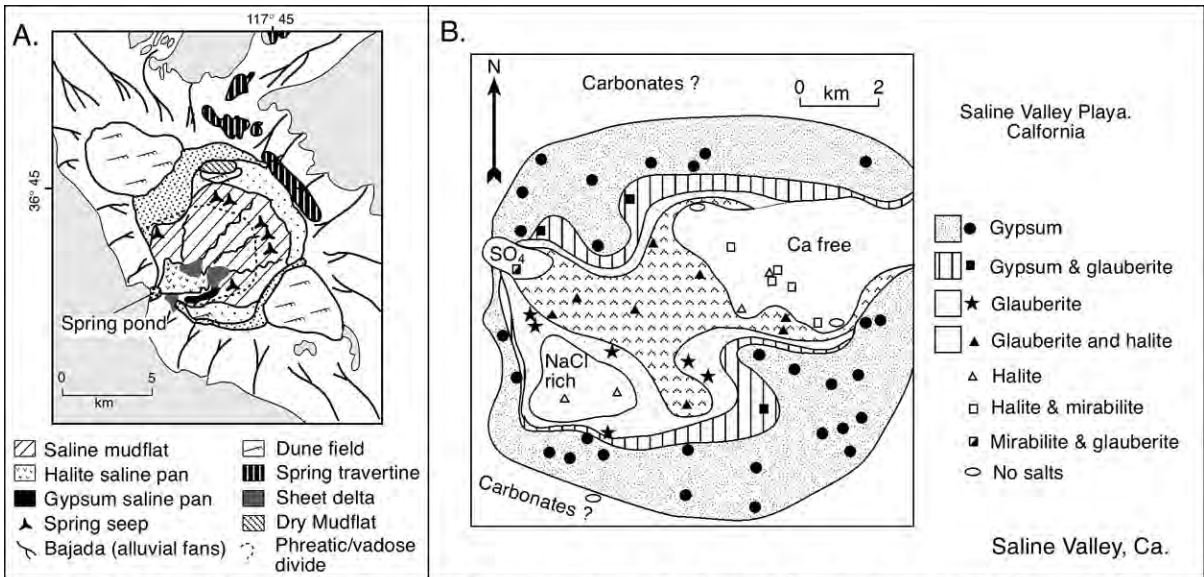 A.
117° 45
36° 45
Spring pond
0 5
km
Saline mudflat
Halite saline pan
Gypsum saline pan
Spring seep
Bajada (alluvial fans)
Dune field
Spring travertine
Sheet delta
Dry Mudflat
Phreatic/vadose
divide
B.
N
Carbonates ?
0 2
km
SO4
Ca free
NaCl
rich
Carbonates ?
Saline Valley Playa.
Calfornia
Gypsum
Gypsum & glauberite
Glauberite
Glauberite and halite
Halite
Halite & mirabilite
Mirabilite & glauberite
No salts
Saline Valley, Ca.